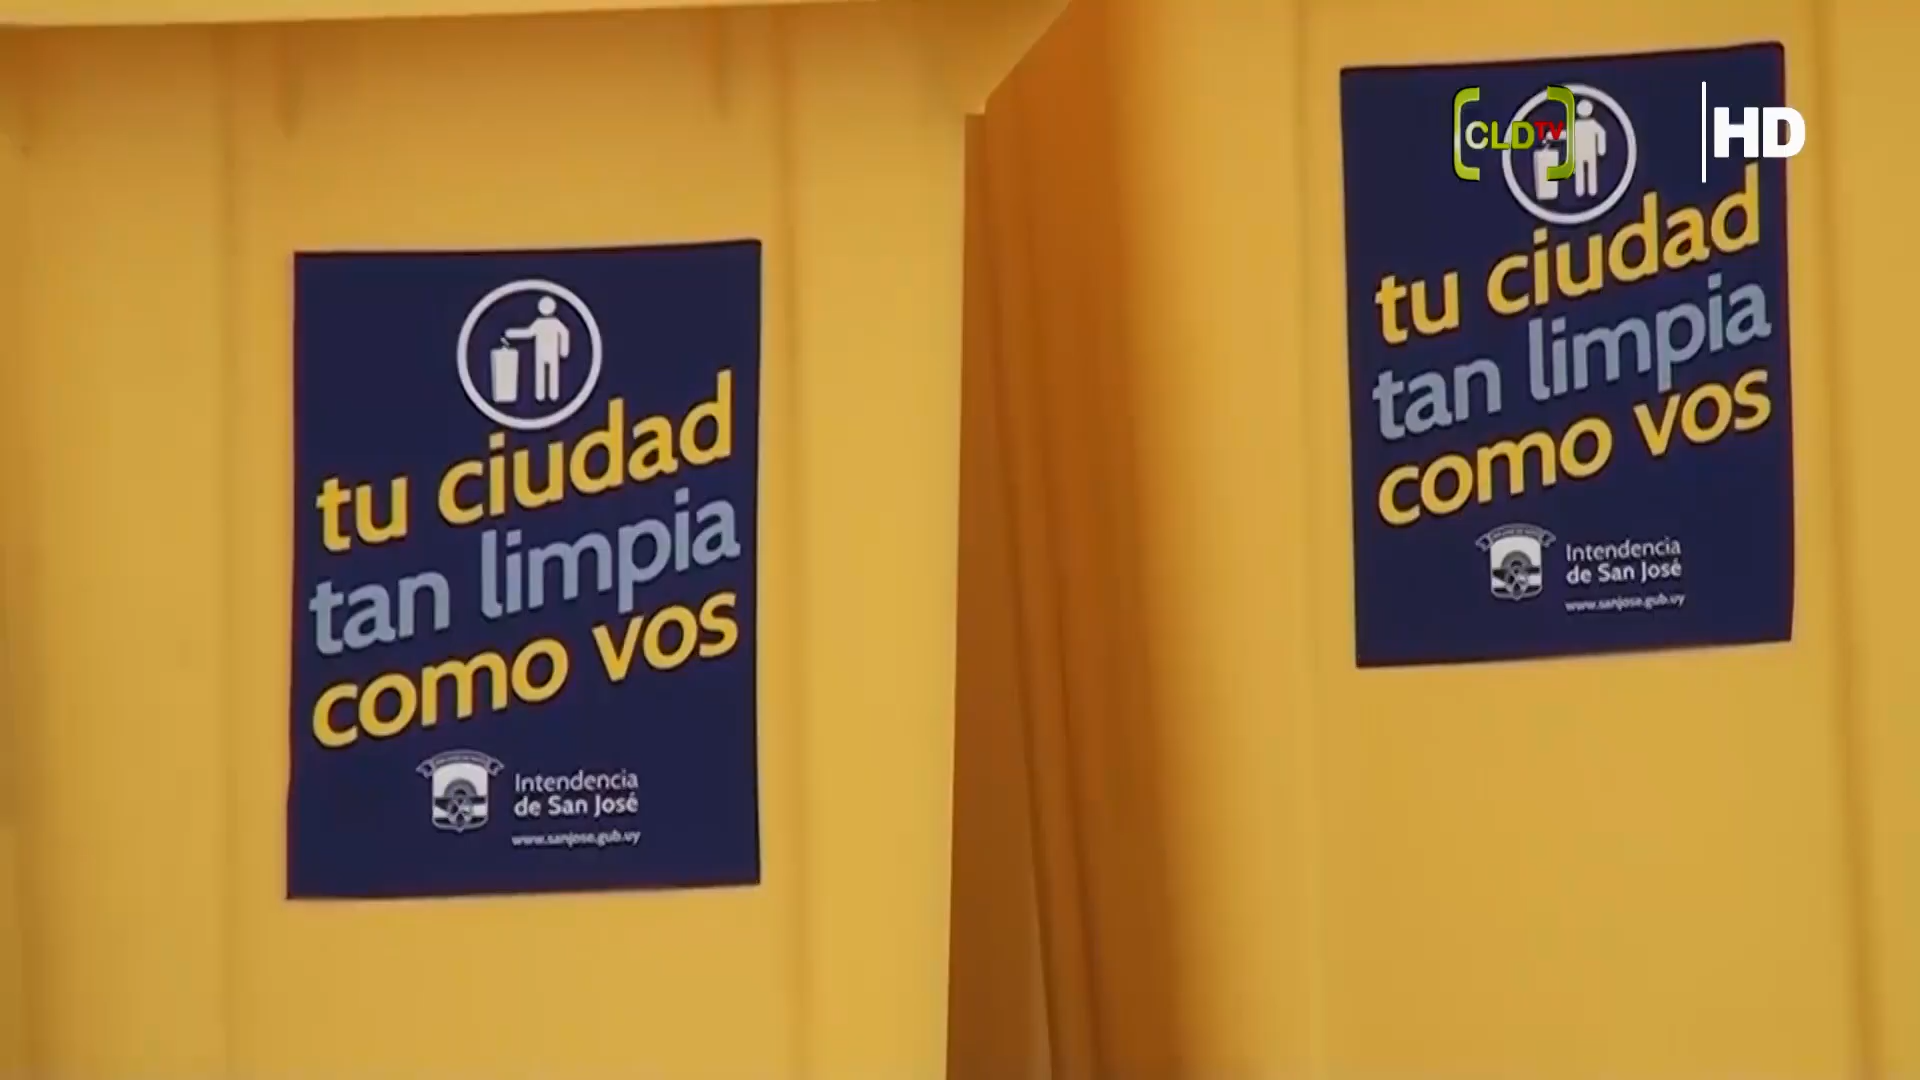 tu ciudad
tan limpia
como vos
Intendencia
de San José
www.sanjose.gub.uy
CLDTV
HD
tu ciudad
tan limpia
como vos
Intendencia
de San José
www.sanjose.gub.uy